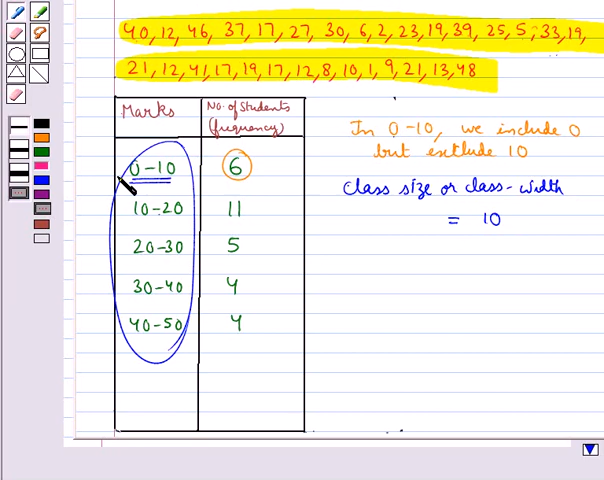 40, 12, 46, 37, 17, 27, 30, 6, 2, 23, 19, 39, 25, 5, 33, 19,
21, 12, 41, 17, 19, 17, 12, 8, 10, 1, 9, 21, 13, 48
Marks No. of Students (frequency)
0-10 6
10-20 11
20-30 5
30-40 4
40-50 4
In 0-10, we include 0
but exclude 10
Class size or class-width
= 10